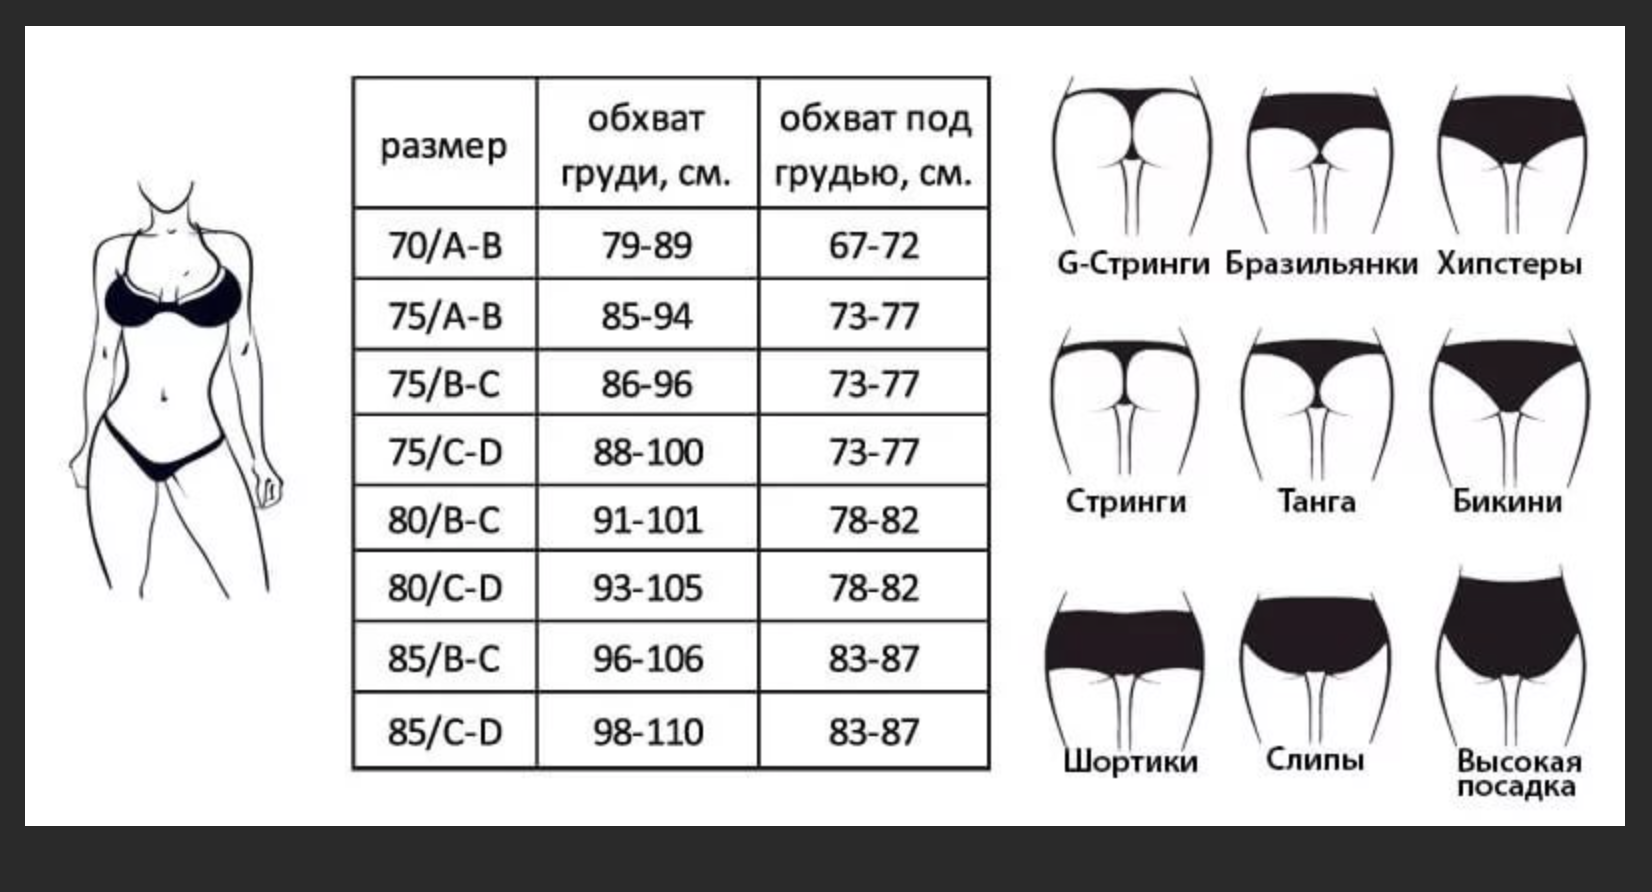 размер
обхват
груди, см.
обхват под
грудью, см.
70/A-B 79-89 67-72
75/A-B 85-94 73-77
75/B-C 86-96 73-77
75/C-D 88-100 73-77
80/B-C 91-101 78-82
80/C-D 93-105 78-82
85/B-C 96-106 83-87
85/C-D 98-110 83-87
G-Стринги Бразильянки Хипстеры
Стринги Танга Бикини
Шортики Слипы Высокая
посадка